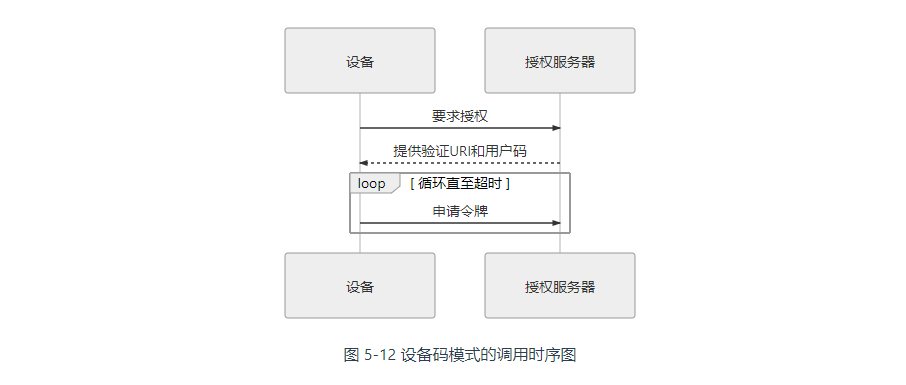 设备 授权服务器
要求授权
提供验证URI和用户码
loop [ 循环直至超时 ]
申请令牌
设备 授权服务器
图 5-12 设备码模式的调用时序图